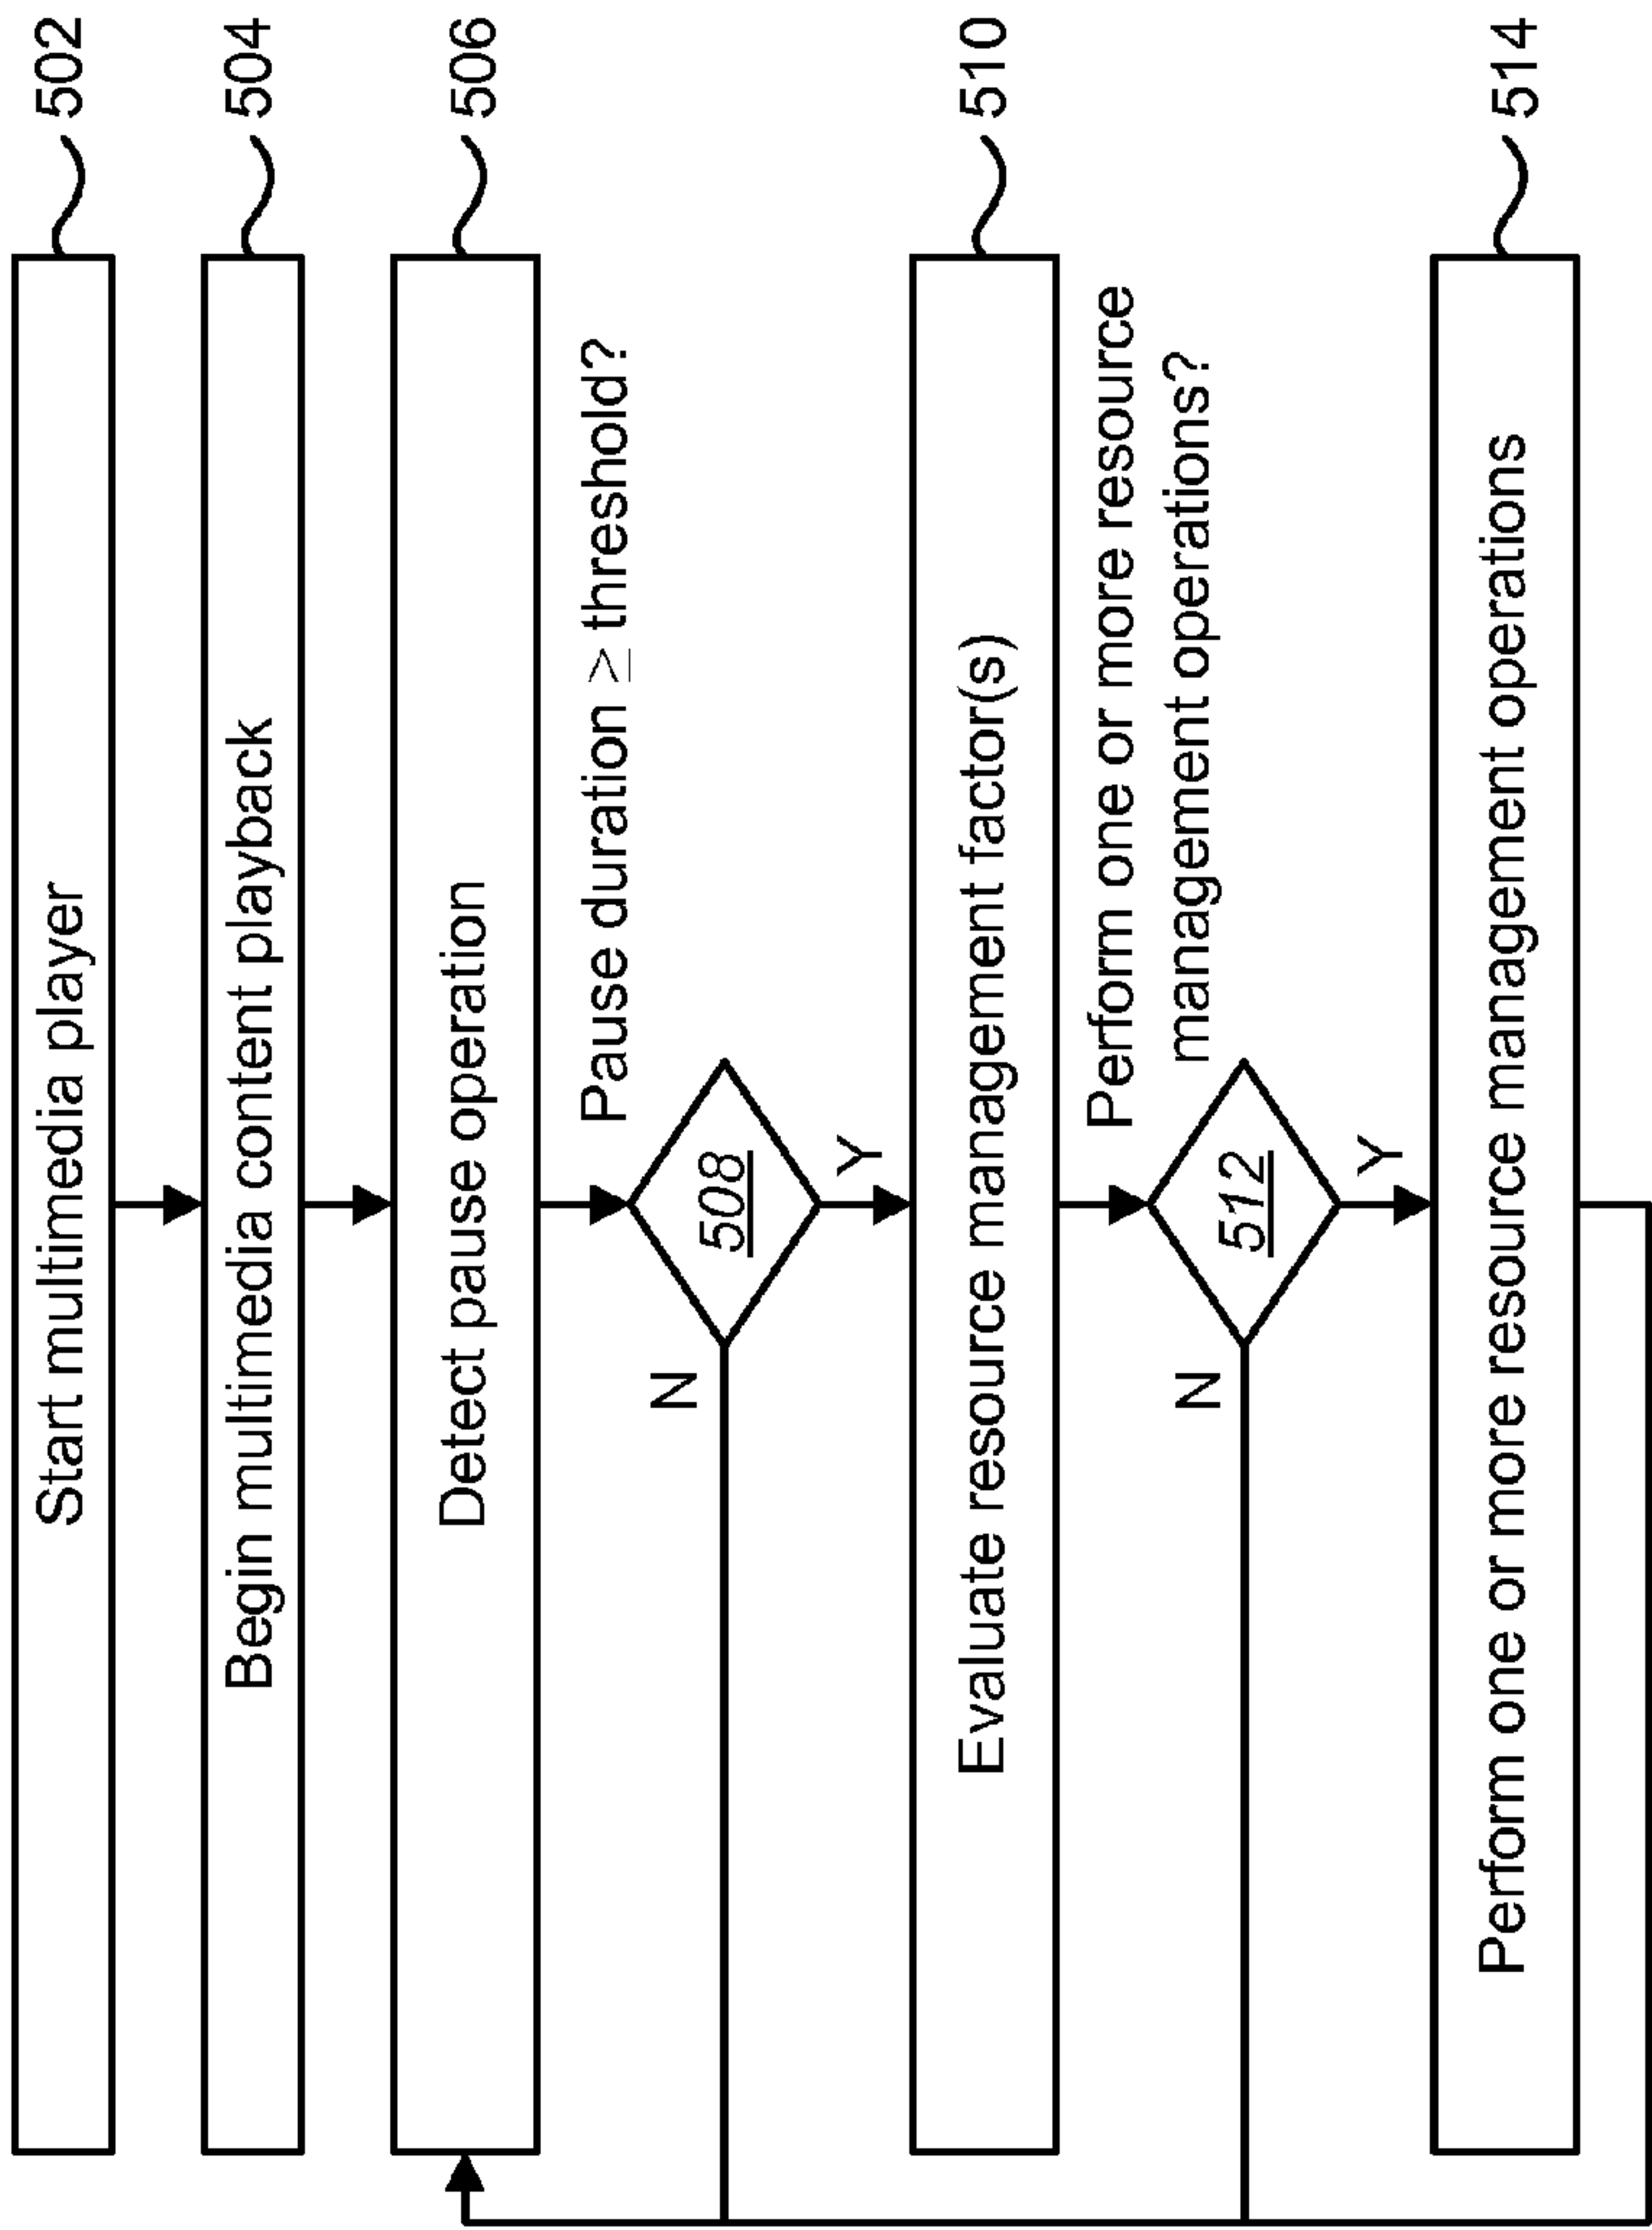 Start multimedia player
502
Begin multimedia content playback
504
Detect pause operation
506
Pause duration ≥ threshold?
508
N
Y
Evaluate resource management factor(s)
510
Perform one or more resource
management operations?
512
N
Y
Perform one or more resource management operations
514